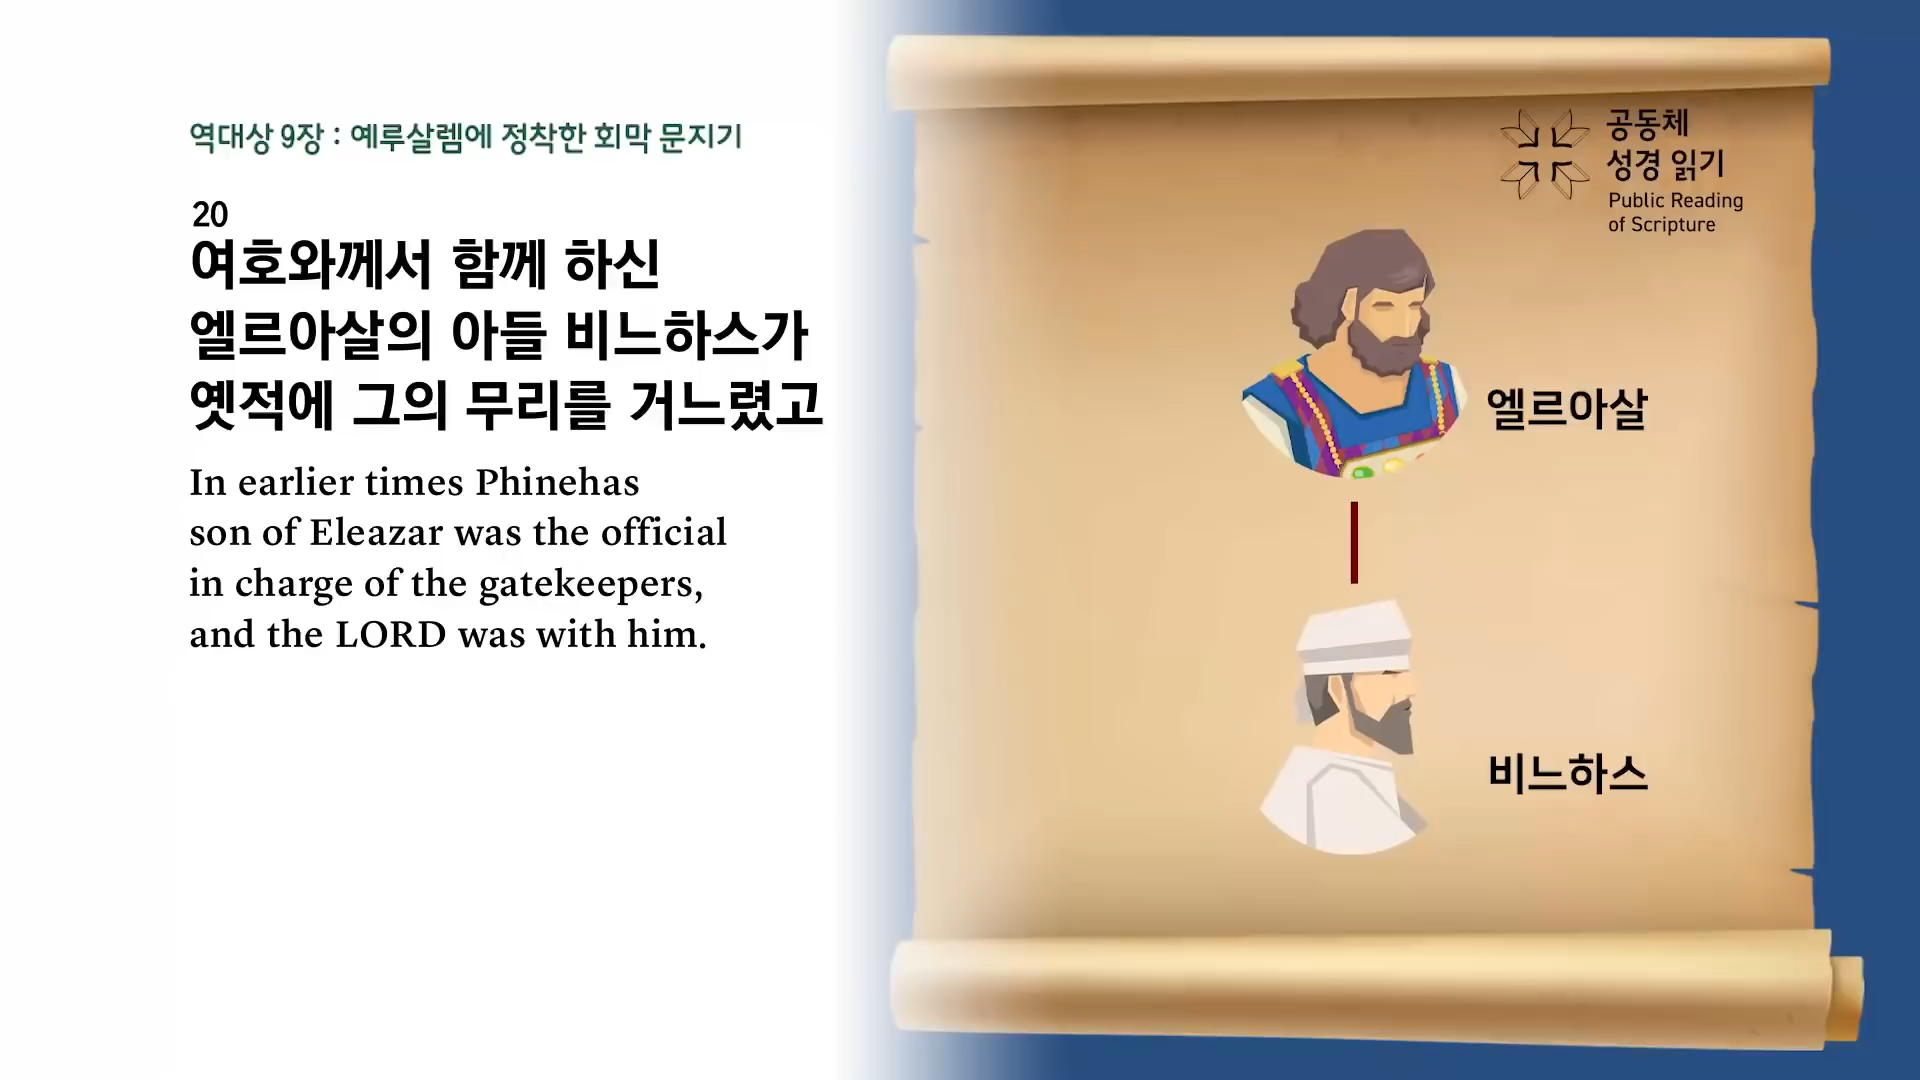 역대상 9장 : 예루살렘에 정착한 회막 문지기
20
여호와께서 함께 하신
엘르아살의 아들 비느하스가
옛적에 그의 무리를 거느렸고
In earlier times Phinehas
son of Eleazar was the official
in charge of the gatekeepers,
and the LORD was with him.
공동체
성경 읽기
Public Reading
of Scripture
엘르아살
비느하스